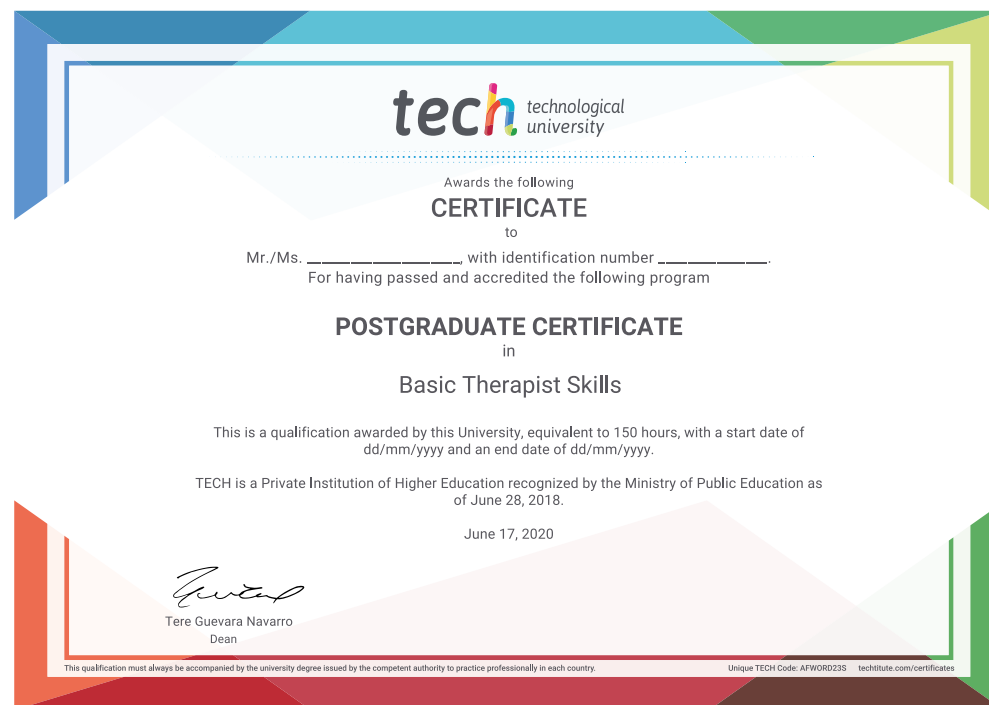 tech technological
university
Awards the following
CERTIFICATE
to
Mr./Ms. ____________________, with identification number ______________.
For having passed and accredited the following program
POSTGRADUATE CERTIFICATE
in
Basic Therapist Skills
This is a qualification awarded by this University, equivalent to 150 hours, with a start date of
dd/mm/yyyy and an end date of dd/mm/yyyy.
TECH is a Private Institution of Higher Education recognized by the Ministry of Public Education as
of June 28, 2018.
June 17, 2020
Tere Guevara Navarro
Dean
This qualification must always be accompanied by the university degree issued by the competent authority to practice professionally in each country.
Unique TECH Code: AFWORD23S techtitute.com/certificates